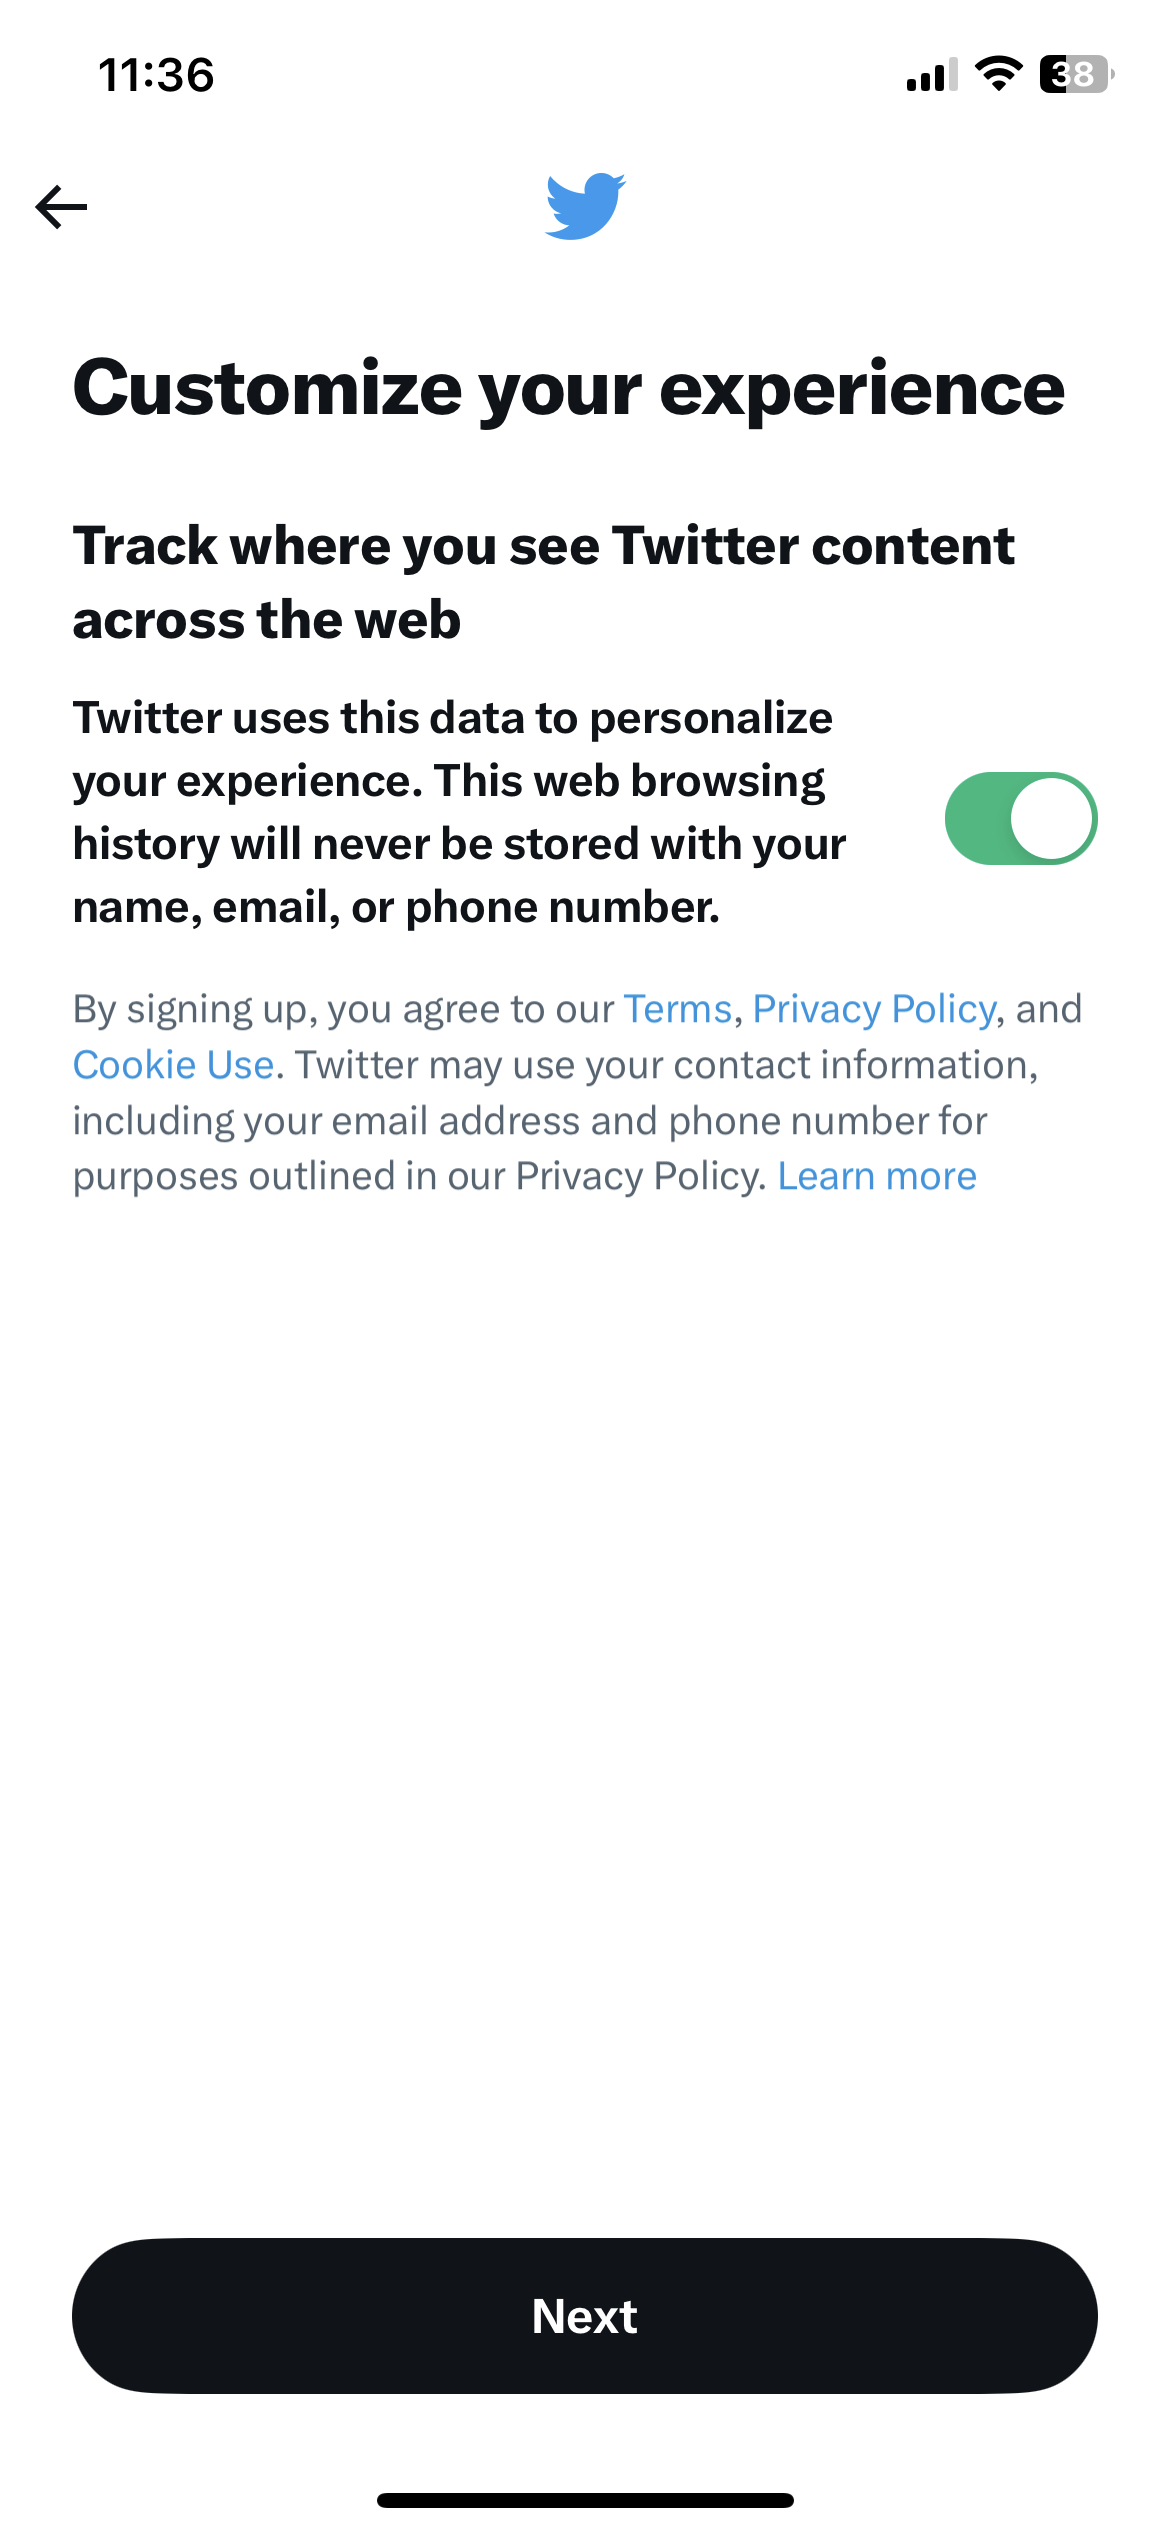 11:36
38
Customize your experience
Track where you see Twitter content
across the web
Twitter uses this data to personalize
your experience. This web browsing
history will never be stored with your
name, email, or phone number.
By signing up, you agree to our Terms, Privacy Policy, and
Cookie Use. Twitter may use your contact information,
including your email address and phone number for
purposes outlined in our Privacy Policy. Learn more
Next